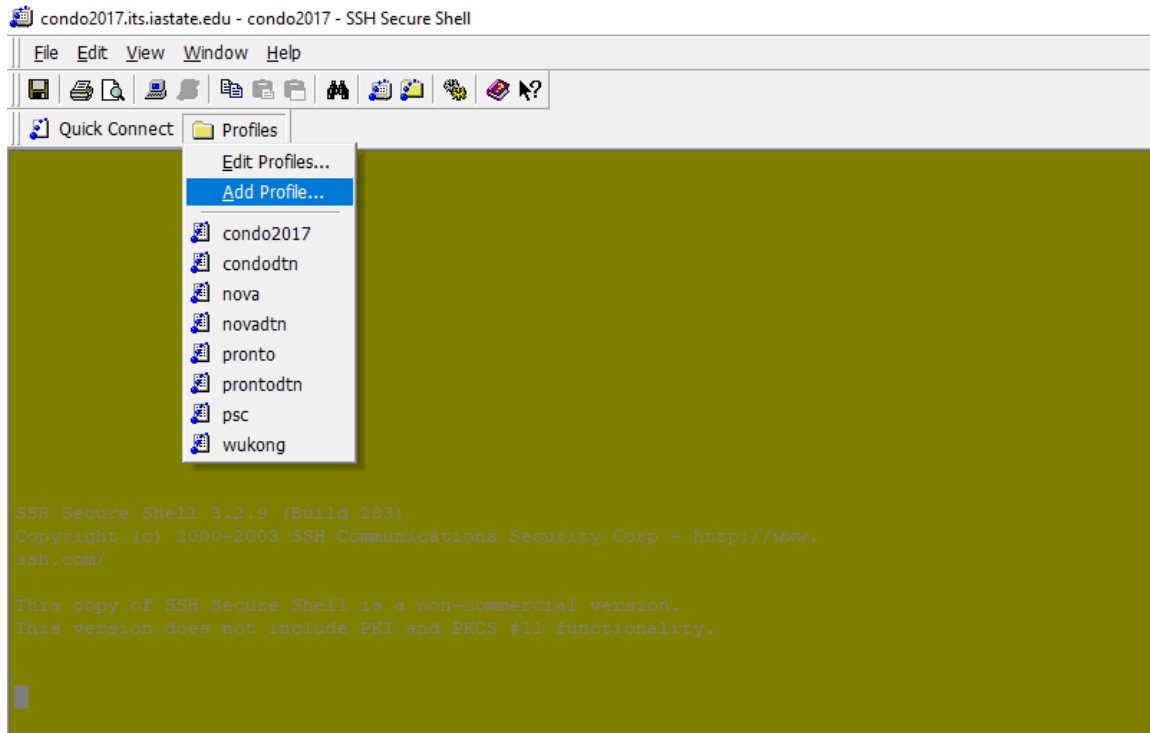 condo2017.its.iastate.edu - condo2017 - SSH Secure Shell
File Edit View Window Help
Quick Connect Profiles
Edit Profiles...
Add Profile...
condo2017
condodtn
nova
novadtn
pronto
prontodtn
psc
wukong
SSH Secure Shell 3.2.9 (Build 283)
Copyright (c) 2000-2003 SSH Communications Security Corp - http://www.
ssh.com/
This copy of SSH Secure Shell is a non-commercial version.
This version does not include PKI and PKCS #11 functionality.